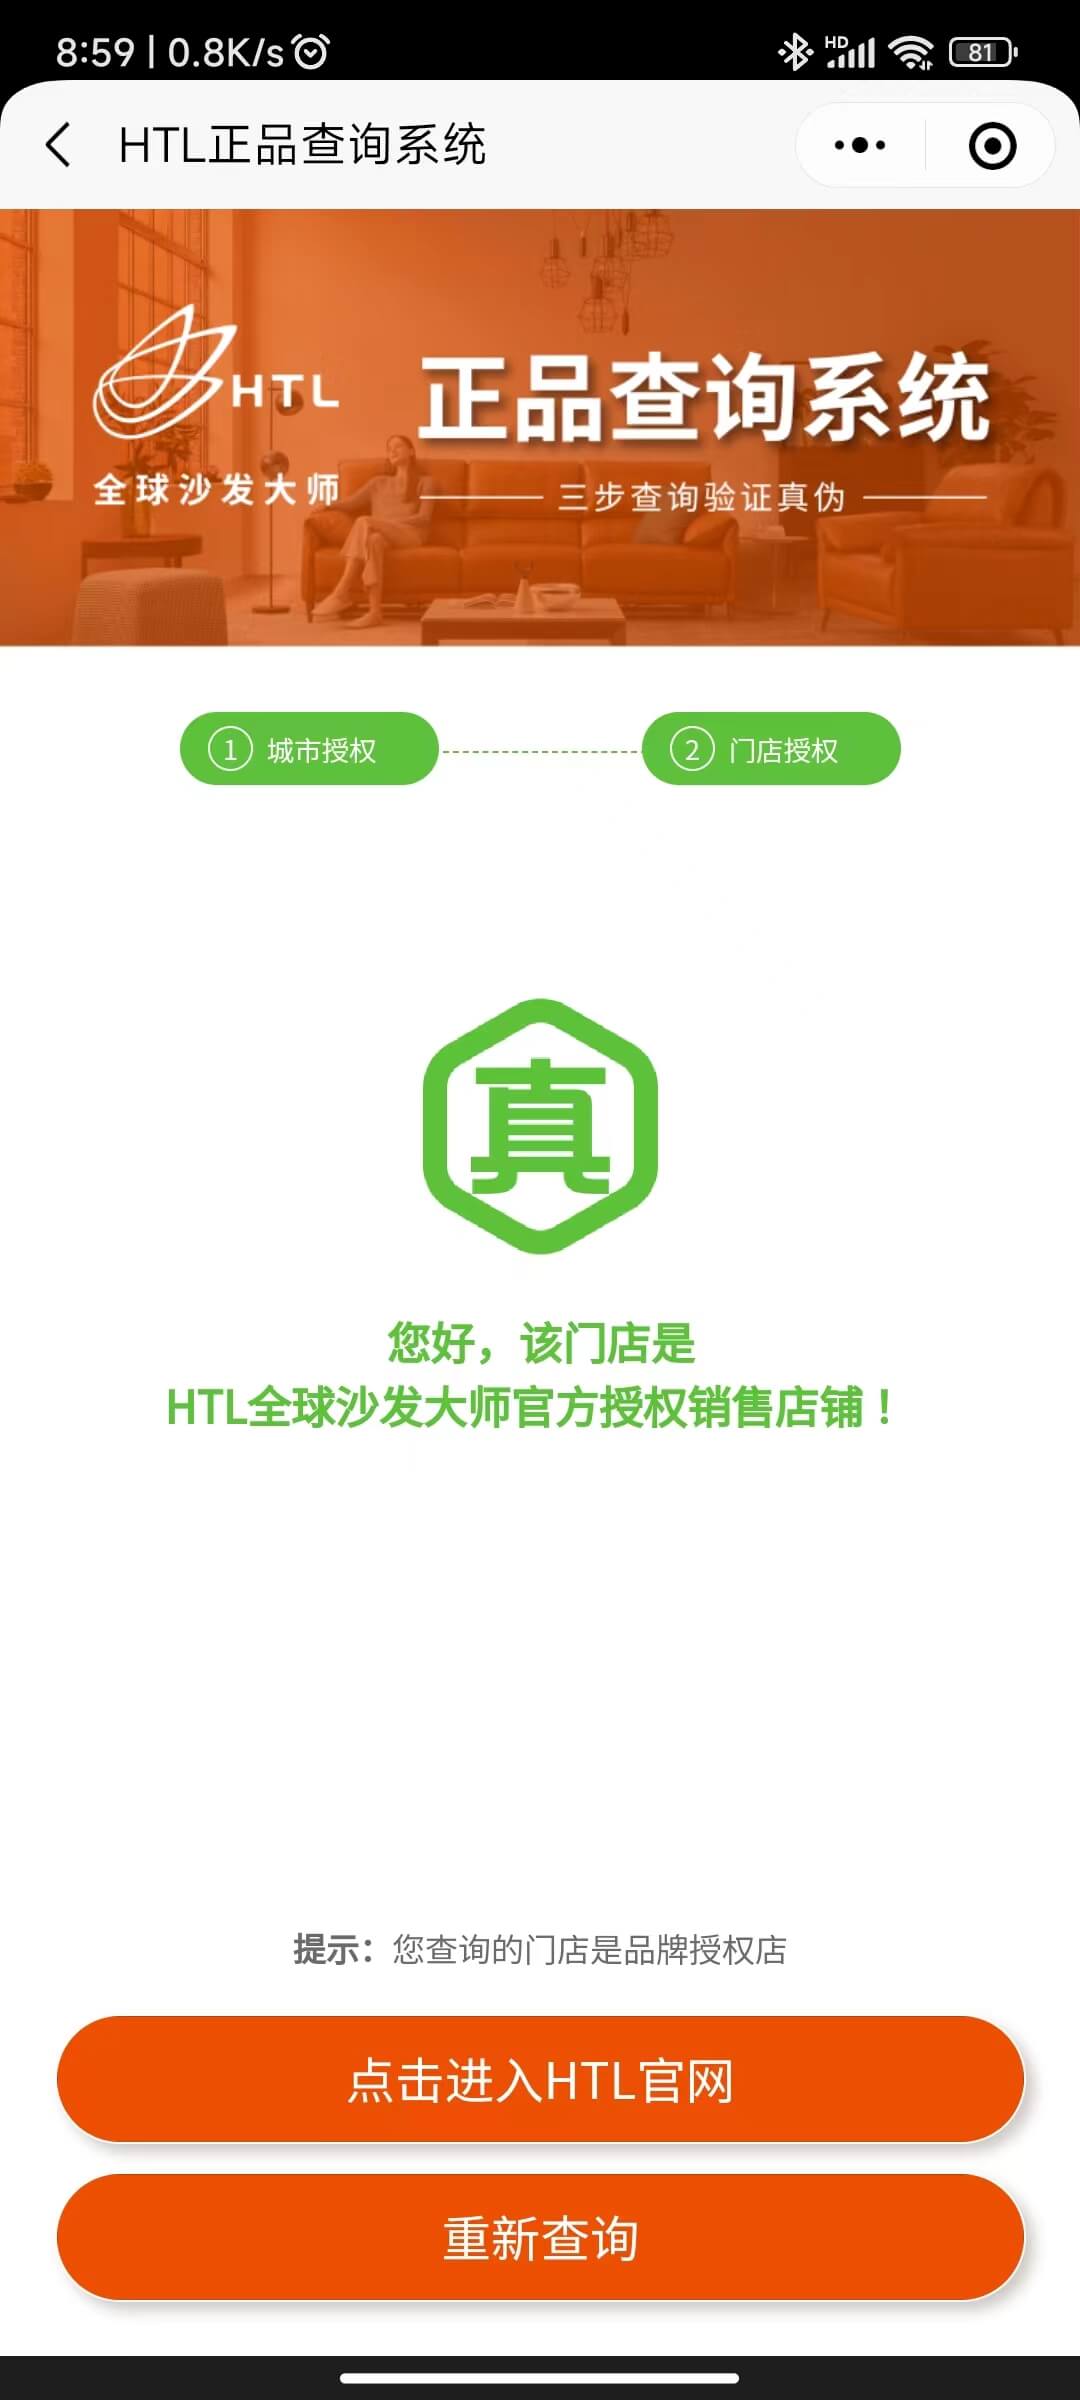 8:59 | 0.8K/s
HD
81
HTL正品查询系统
HTL
全球沙发大师
正品查询系统
三步查询验证真伪
① 城市授权
② 门店授权
真
您好，该门店是
HTL全球沙发大师官方授权销售店铺！
提示：您查询的门店是品牌授权店
点击进入HTL官网
重新查询